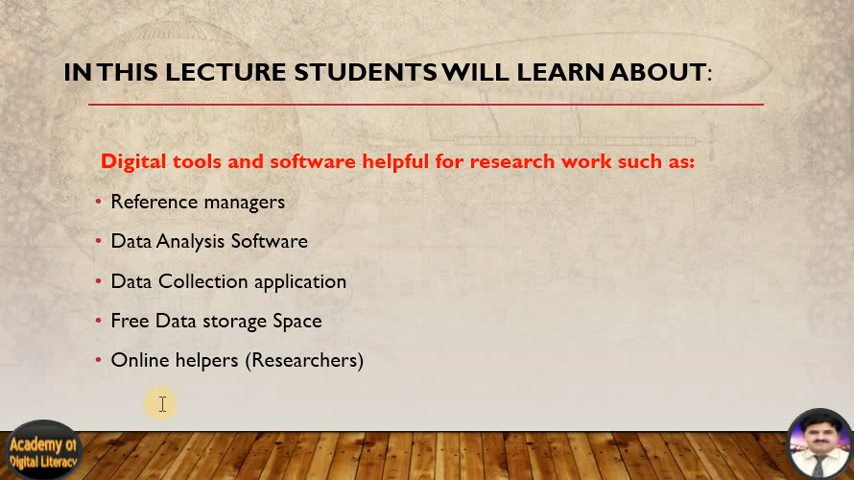 IN THIS LECTURE STUDENTS WILL LEARN ABOUT:
Digital tools and software helpful for research work such as:
• Reference managers
• Data Analysis Software
• Data Collection application
• Free Data storage Space
• Online helpers (Researchers)
Academy of
Digital Literacy